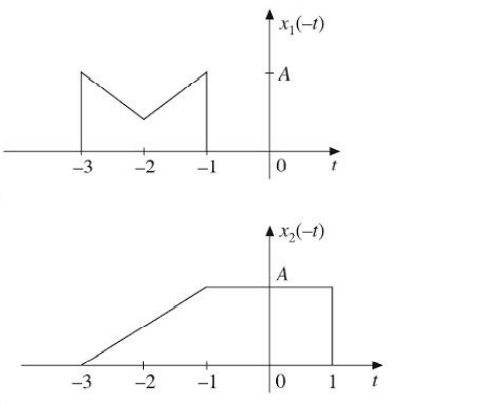 x₁(–t)
A
–3 –2 –1 0 t
x₂(–t)
A
–3 –2 –1 0 1 t